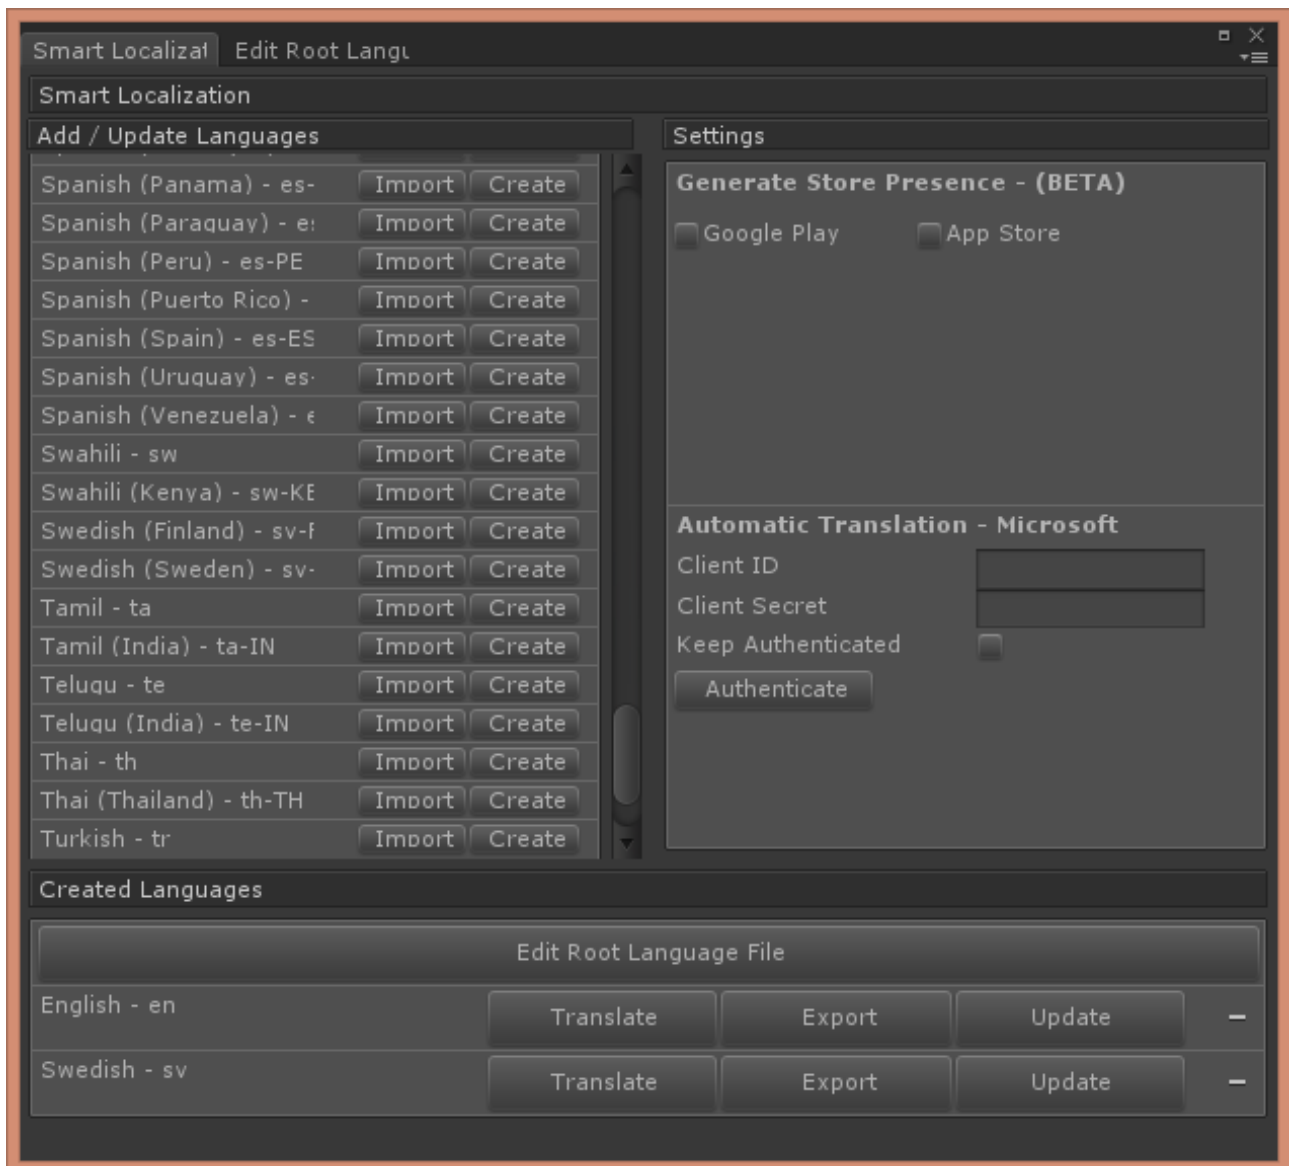 Smart Localizat Edit Root Langu
Smart Localization
Add / Update Languages
Spanish (Panama) - es- Import Create
Spanish (Paraguay) - es Import Create
Spanish (Peru) - es-PE Import Create
Spanish (Puerto Rico) - Import Create
Spanish (Spain) - es-ES Import Create
Spanish (Uruguay) - es- Import Create
Spanish (Venezuela) - e Import Create
Swahili - sw Import Create
Swahili (Kenya) - sw-KE Import Create
Swedish (Finland) - sv-F Import Create
Swedish (Sweden) - sv- Import Create
Tamil - ta Import Create
Tamil (India) - ta-IN Import Create
Telugu - te Import Create
Telugu (India) - te-IN Import Create
Thai - th Import Create
Thai (Thailand) - th-TH Import Create
Turkish - tr Import Create
Settings
Generate Store Presence - (BETA)
Google Play App Store
Automatic Translation - Microsoft
Client ID
Client Secret
Keep Authenticated
Authenticate
Created Languages
Edit Root Language File
English - en Translate Export Update –
Swedish - sv Translate Export Update –